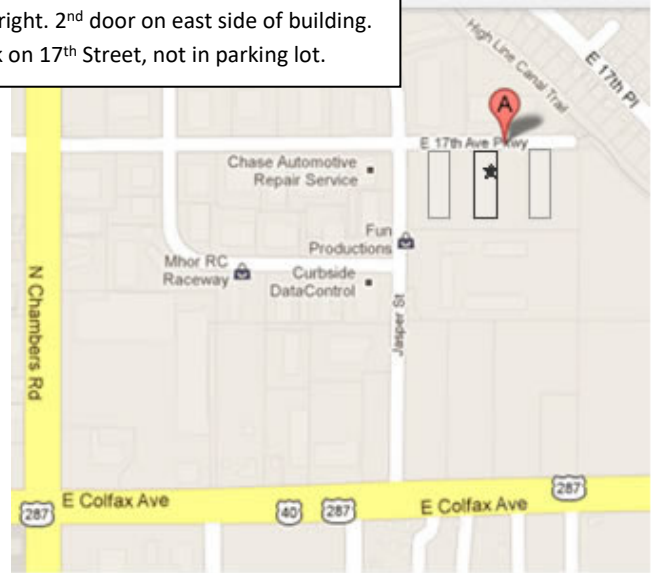 right. 2nd door on east side of building.
on 17th Street, not in parking lot.
High Line Canal Trail
E 17th Pl
A
E 17th Ave Pkwy
Chase Automotive
Repair Service
Fun
Productions
Mhor RC
Raceway
Curbside
DataControl
N Chambers Rd
Jasper St
E Colfax Ave
287
40
287
E Colfax Ave
287